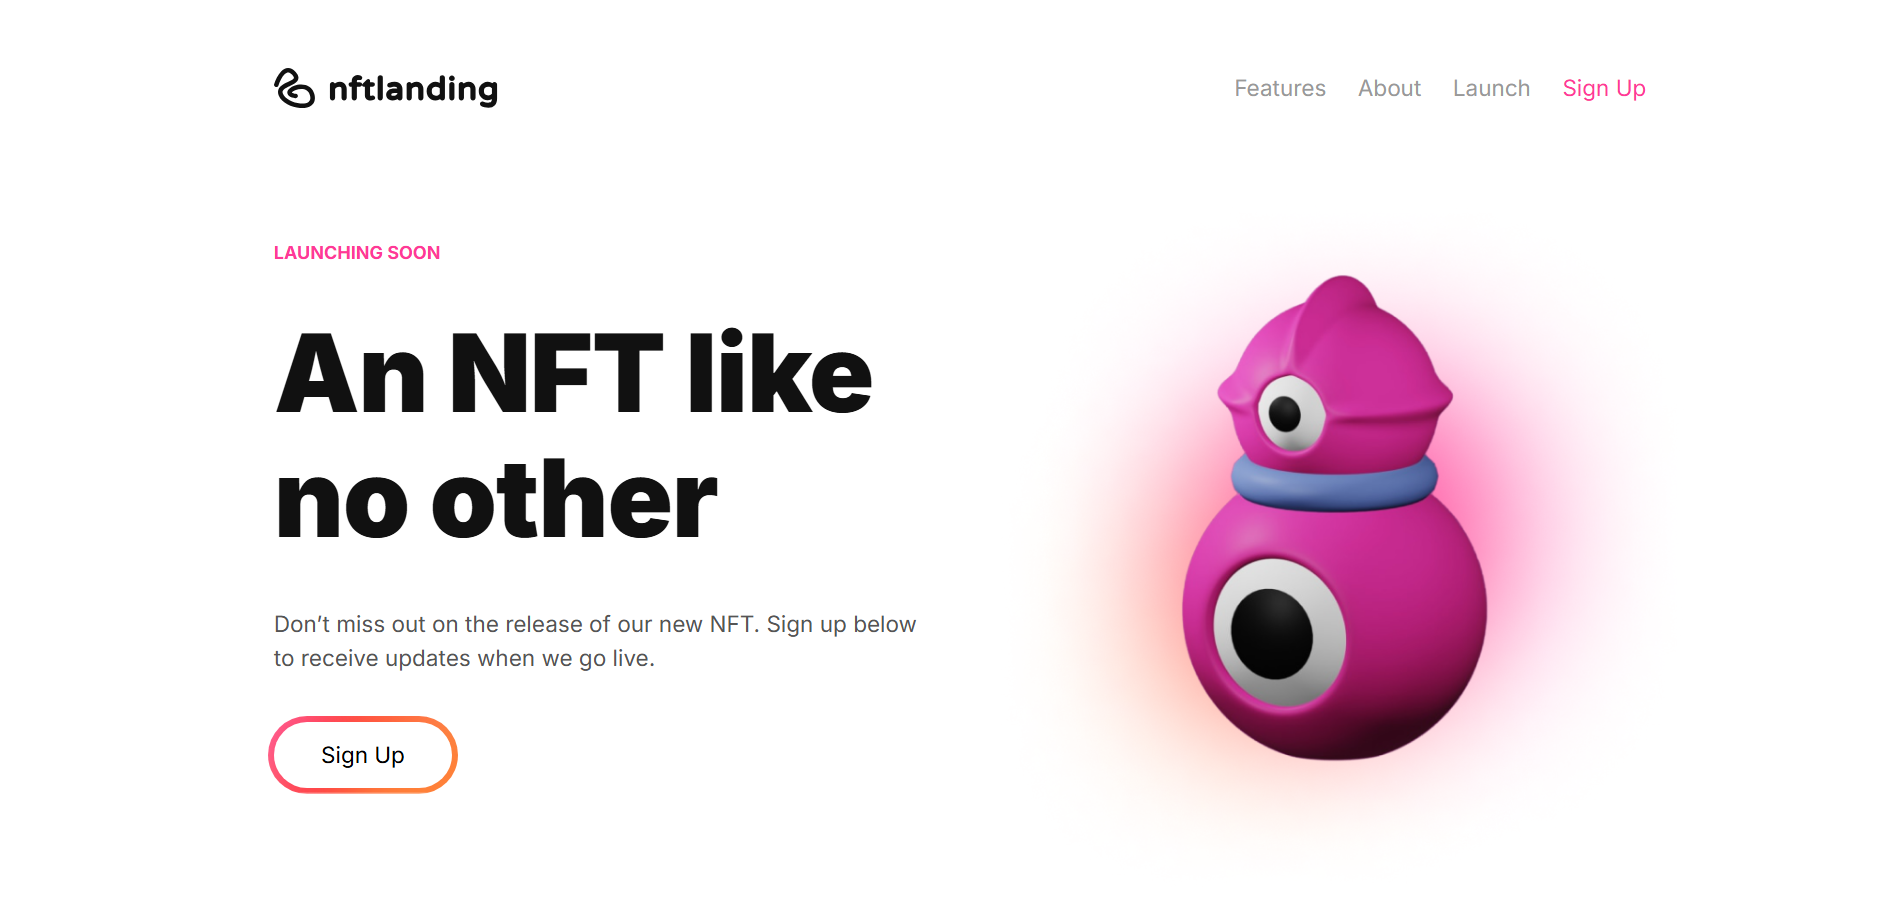 nftlanding
Features About Launch Sign Up
LAUNCHING SOON
An NFT like
no other
Don’t miss out on the release of our new NFT. Sign up below
to receive updates when we go live.
Sign Up